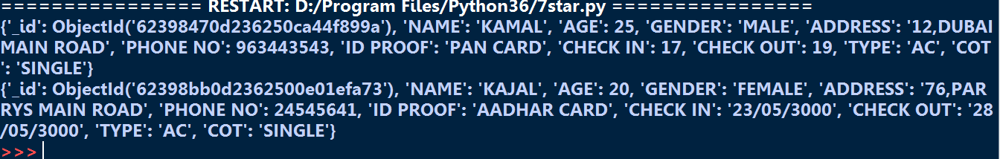 ================ RESTART: D:/Program Files/Python36/7star.py ================
{'_id': ObjectId('62398470d236250ca44f899a'), 'NAME': 'KAMAL', 'AGE': 25, 'GENDER': 'MALE', 'ADDRESS': '12,DUBAI
MAIN ROAD', 'PHONE NO': 963443543, 'ID PROOF': 'PAN CARD', 'CHECK IN': 17, 'CHECK OUT': 19, 'TYPE': 'AC', 'COT
': 'SINGLE'}
{'_id': ObjectId('62398bb0d2362500e01efa73'), 'NAME': 'KAJAL', 'AGE': 20, 'GENDER': 'FEMALE', 'ADDRESS': '76,PAR
RYS MAIN ROAD', 'PHONE NO': 24545641, 'ID PROOF': 'AADHAR CARD', 'CHECK IN': '23/05/3000', 'CHECK OUT': '28
/05/3000', 'TYPE': 'AC', 'COT': 'SINGLE'}
>>>